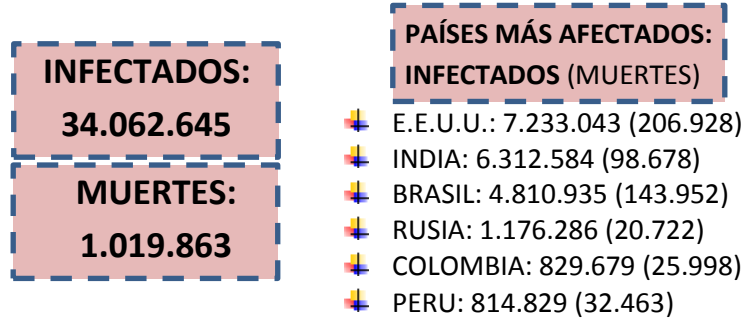 INFECTADOS:
34.062.645
MUERTES:
1.019.863
PAÍSES MÁS AFECTADOS:
INFECTADOS (MUERTES)
E.E.U.U.: 7.233.043 (206.928)
INDIA: 6.312.584 (98.678)
BRASIL: 4.810.935 (143.952)
RUSIA: 1.176.286 (20.722)
COLOMBIA: 829.679 (25.998)
PERU: 814.829 (32.463)